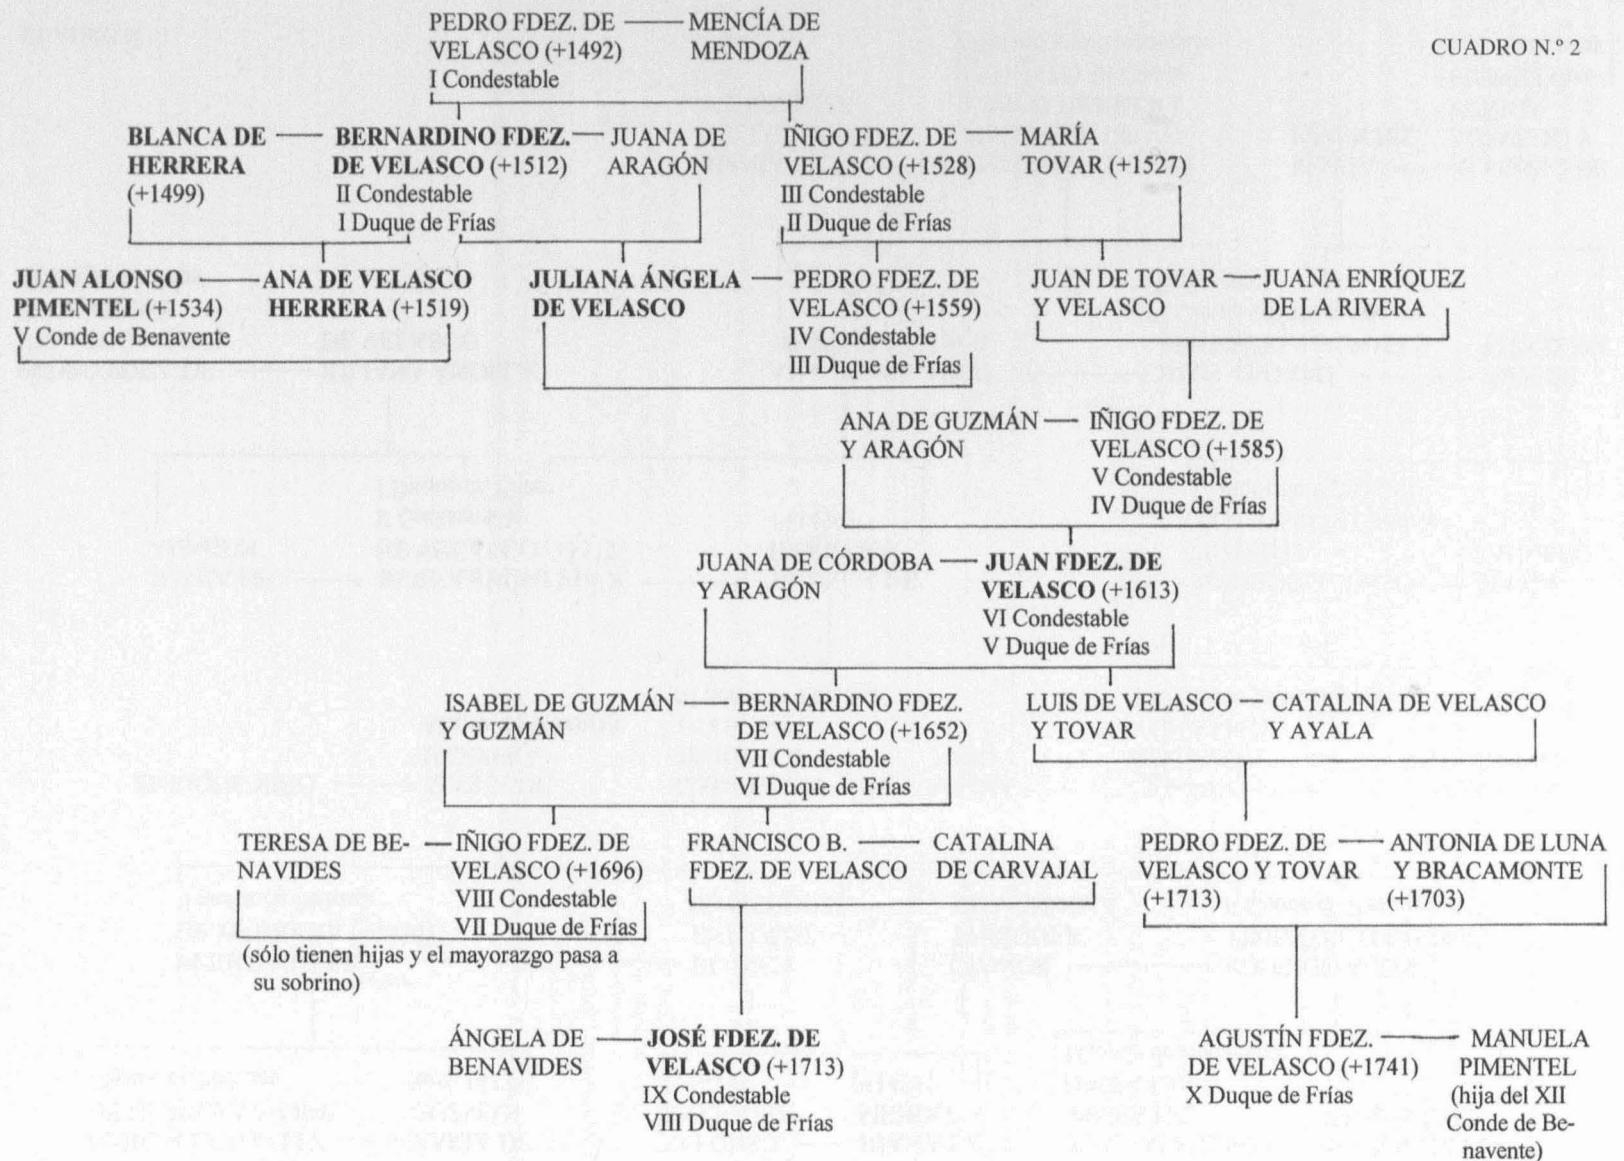 CUADRO N.º 2
PEDRO FDEZ. DE
VELASCO (+1492)
I Condestable
MENCÍA DE
MENDOZA
BLANCA DE
HERRERA
(+1499)
BERNARDINO FDEZ.
DE VELASCO (+1512)
II Condestable
I Duque de Frías
JUANA DE
ARAGÓN
IÑIGO FDEZ. DE
VELASCO (+1528)
III Condestable
II Duque de Frías
MARÍA
TOVAR (+1527)
JUAN ALONSO
PIMENTEL (+1534)
V Conde de Benavente
ANA DE VELASCO
HERRERA (+1519)
JULIANA ÁNGELA
DE VELASCO
PEDRO FDEZ. DE
VELASCO (+1559)
IV Condestable
III Duque de Frías
JUAN DE TOVAR
Y VELASCO
JUANA ENRÍQUEZ
DE LA RIVERA
ANA DE GUZMÁN
Y ARAGÓN
IÑIGO FDEZ. DE
VELASCO (+1585)
V Condestable
IV Duque de Frías
JUANA DE CÓRDOBA
Y ARAGÓN
JUAN FDEZ. DE
VELASCO (+1613)
VI Condestable
V Duque de Frías
ISABEL DE GUZMÁN
Y GUZMÁN
BERNARDINO FDEZ.
DE VELASCO (+1652)
VII Condestable
VI Duque de Frías
LUIS DE VELASCO
Y TOVAR
CATALINA DE VELASCO
Y AYALA
TERESA DE BE-
NAVIDES
IÑIGO FDEZ. DE
VELASCO (+1696)
VIII Condestable
VII Duque de Frías
(sólo tienen hijas y el mayorazgo pasa a
su sobrino)
FRANCISCO B.
FDEZ. DE VELASCO
CATALINA
DE CARVAJAL
PEDRO FDEZ. DE
VELASCO Y TOVAR
(+1713)
ANTONIA DE LUNA
Y BRACAMONTE
(+1703)
ÁNGELA DE
BENAVIDES
JOSÉ FDEZ. DE
VELASCO (+1713)
IX Condestable
VIII Duque de Frías
AGUSTÍN FDEZ.
DE VELASCO (+1741)
X Duque de Frías
MANUELA
PIMENTEL
(hija del XII
Conde de Be-
navente)